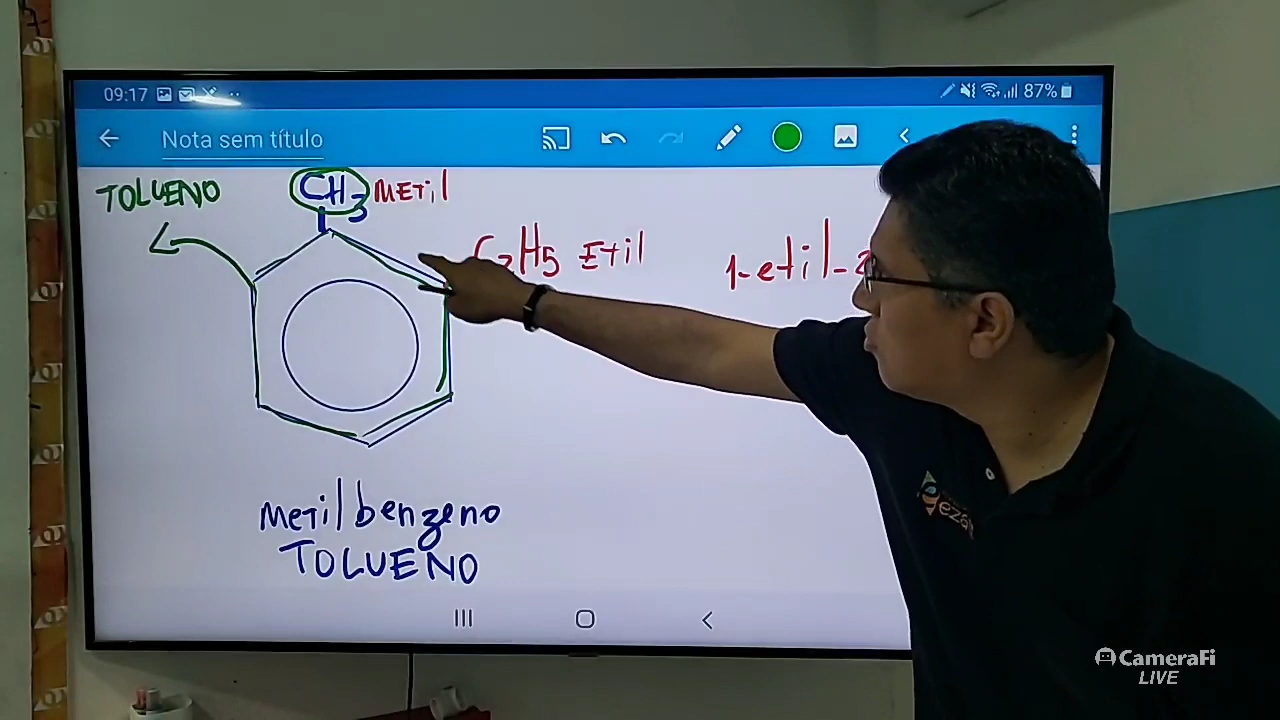 09:17 87%
Nota sem título
TOLUENO CH3 METIL
C2H5 Etil 1-etil-2
metilbenzeno
TOLUENO
CameraFi
LIVE